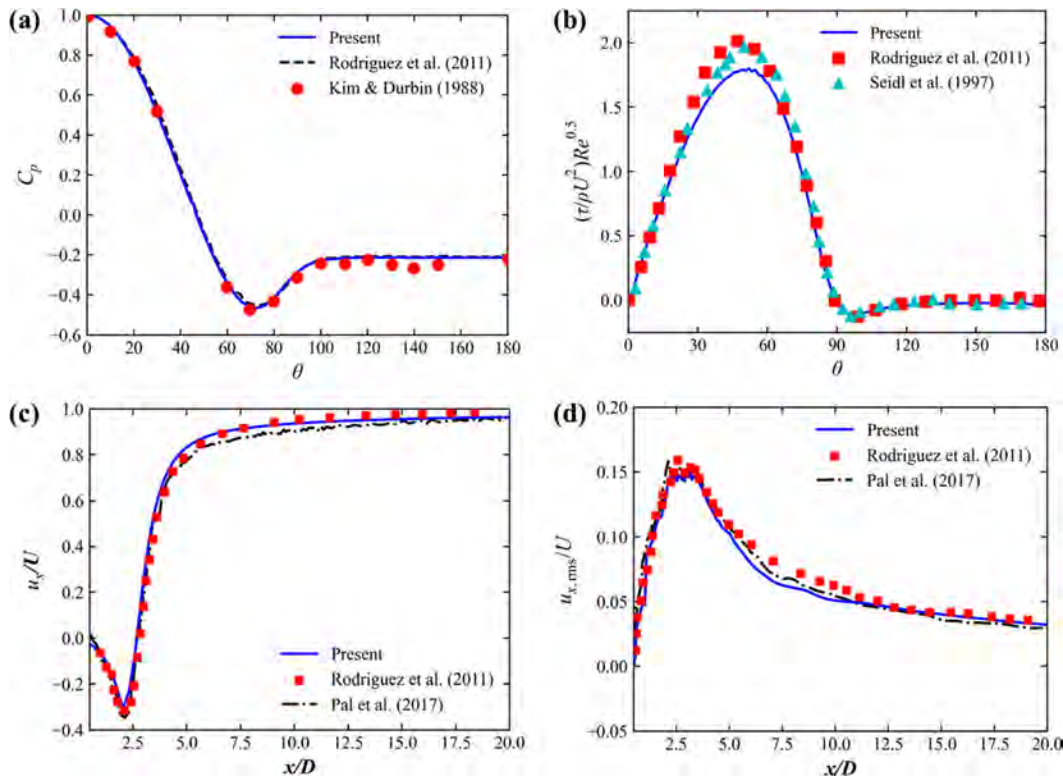 (a)
1.0
0.8
0.6
0.4
0.2
0.0
−0.2
−0.4
−0.6
C_p
Present
Rodriguez et al. (2011)
Kim & Durbin (1988)
0 20 40 60 80 100 120 140 160 180
θ
(b)
2.0
1.5
1.0
0.5
0.0
(τ/ρU^2)Re^0.5
Present
Rodriguez et al. (2011)
Seidl et al. (1997)
0 30 60 90 120 150 180
θ
(c)
1.0
0.8
0.6
0.4
0.2
0.0
−0.2
−0.4
u_x/U
Present
Rodriguez et al. (2011)
Pal et al. (2017)
2.5 5.0 7.5 10.0 12.5 15.0 17.5 20.0
x/D
(d)
0.20
0.15
0.10
0.05
0.00
−0.05
u_x, rms/U
Present
Rodriguez et al. (2011)
Pal et al. (2017)
2.5 5.0 7.5 10.0 12.5 15.0 17.5 20.0
x/D